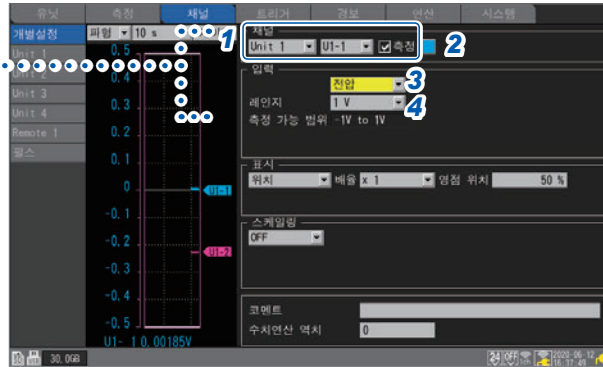 유닛 측정 채널 트리거 경보 연산 시스템
개별설정
Unit 1
Unit 2
Unit 3
Unit 4
Remote 1
펄스
파형 10 s
0.5
0.4
0.3
0.2
0.1
0
-0.1
-0.2
-0.3
-0.4
-0.5
U1-1
U1-2
U1- 1 0.00185V
1
채널
Unit 1 U1-1 측정
2
입력
전압
3
레인지 1 V
4
측정 가능 범위 -1V to 1V
표시
위치 배율 x 1 영점 위치 50 %
스케일링
OFF
코멘트
수치연산 역치 0
30.0GB
24 OFF
2020-06-12
16:37:49